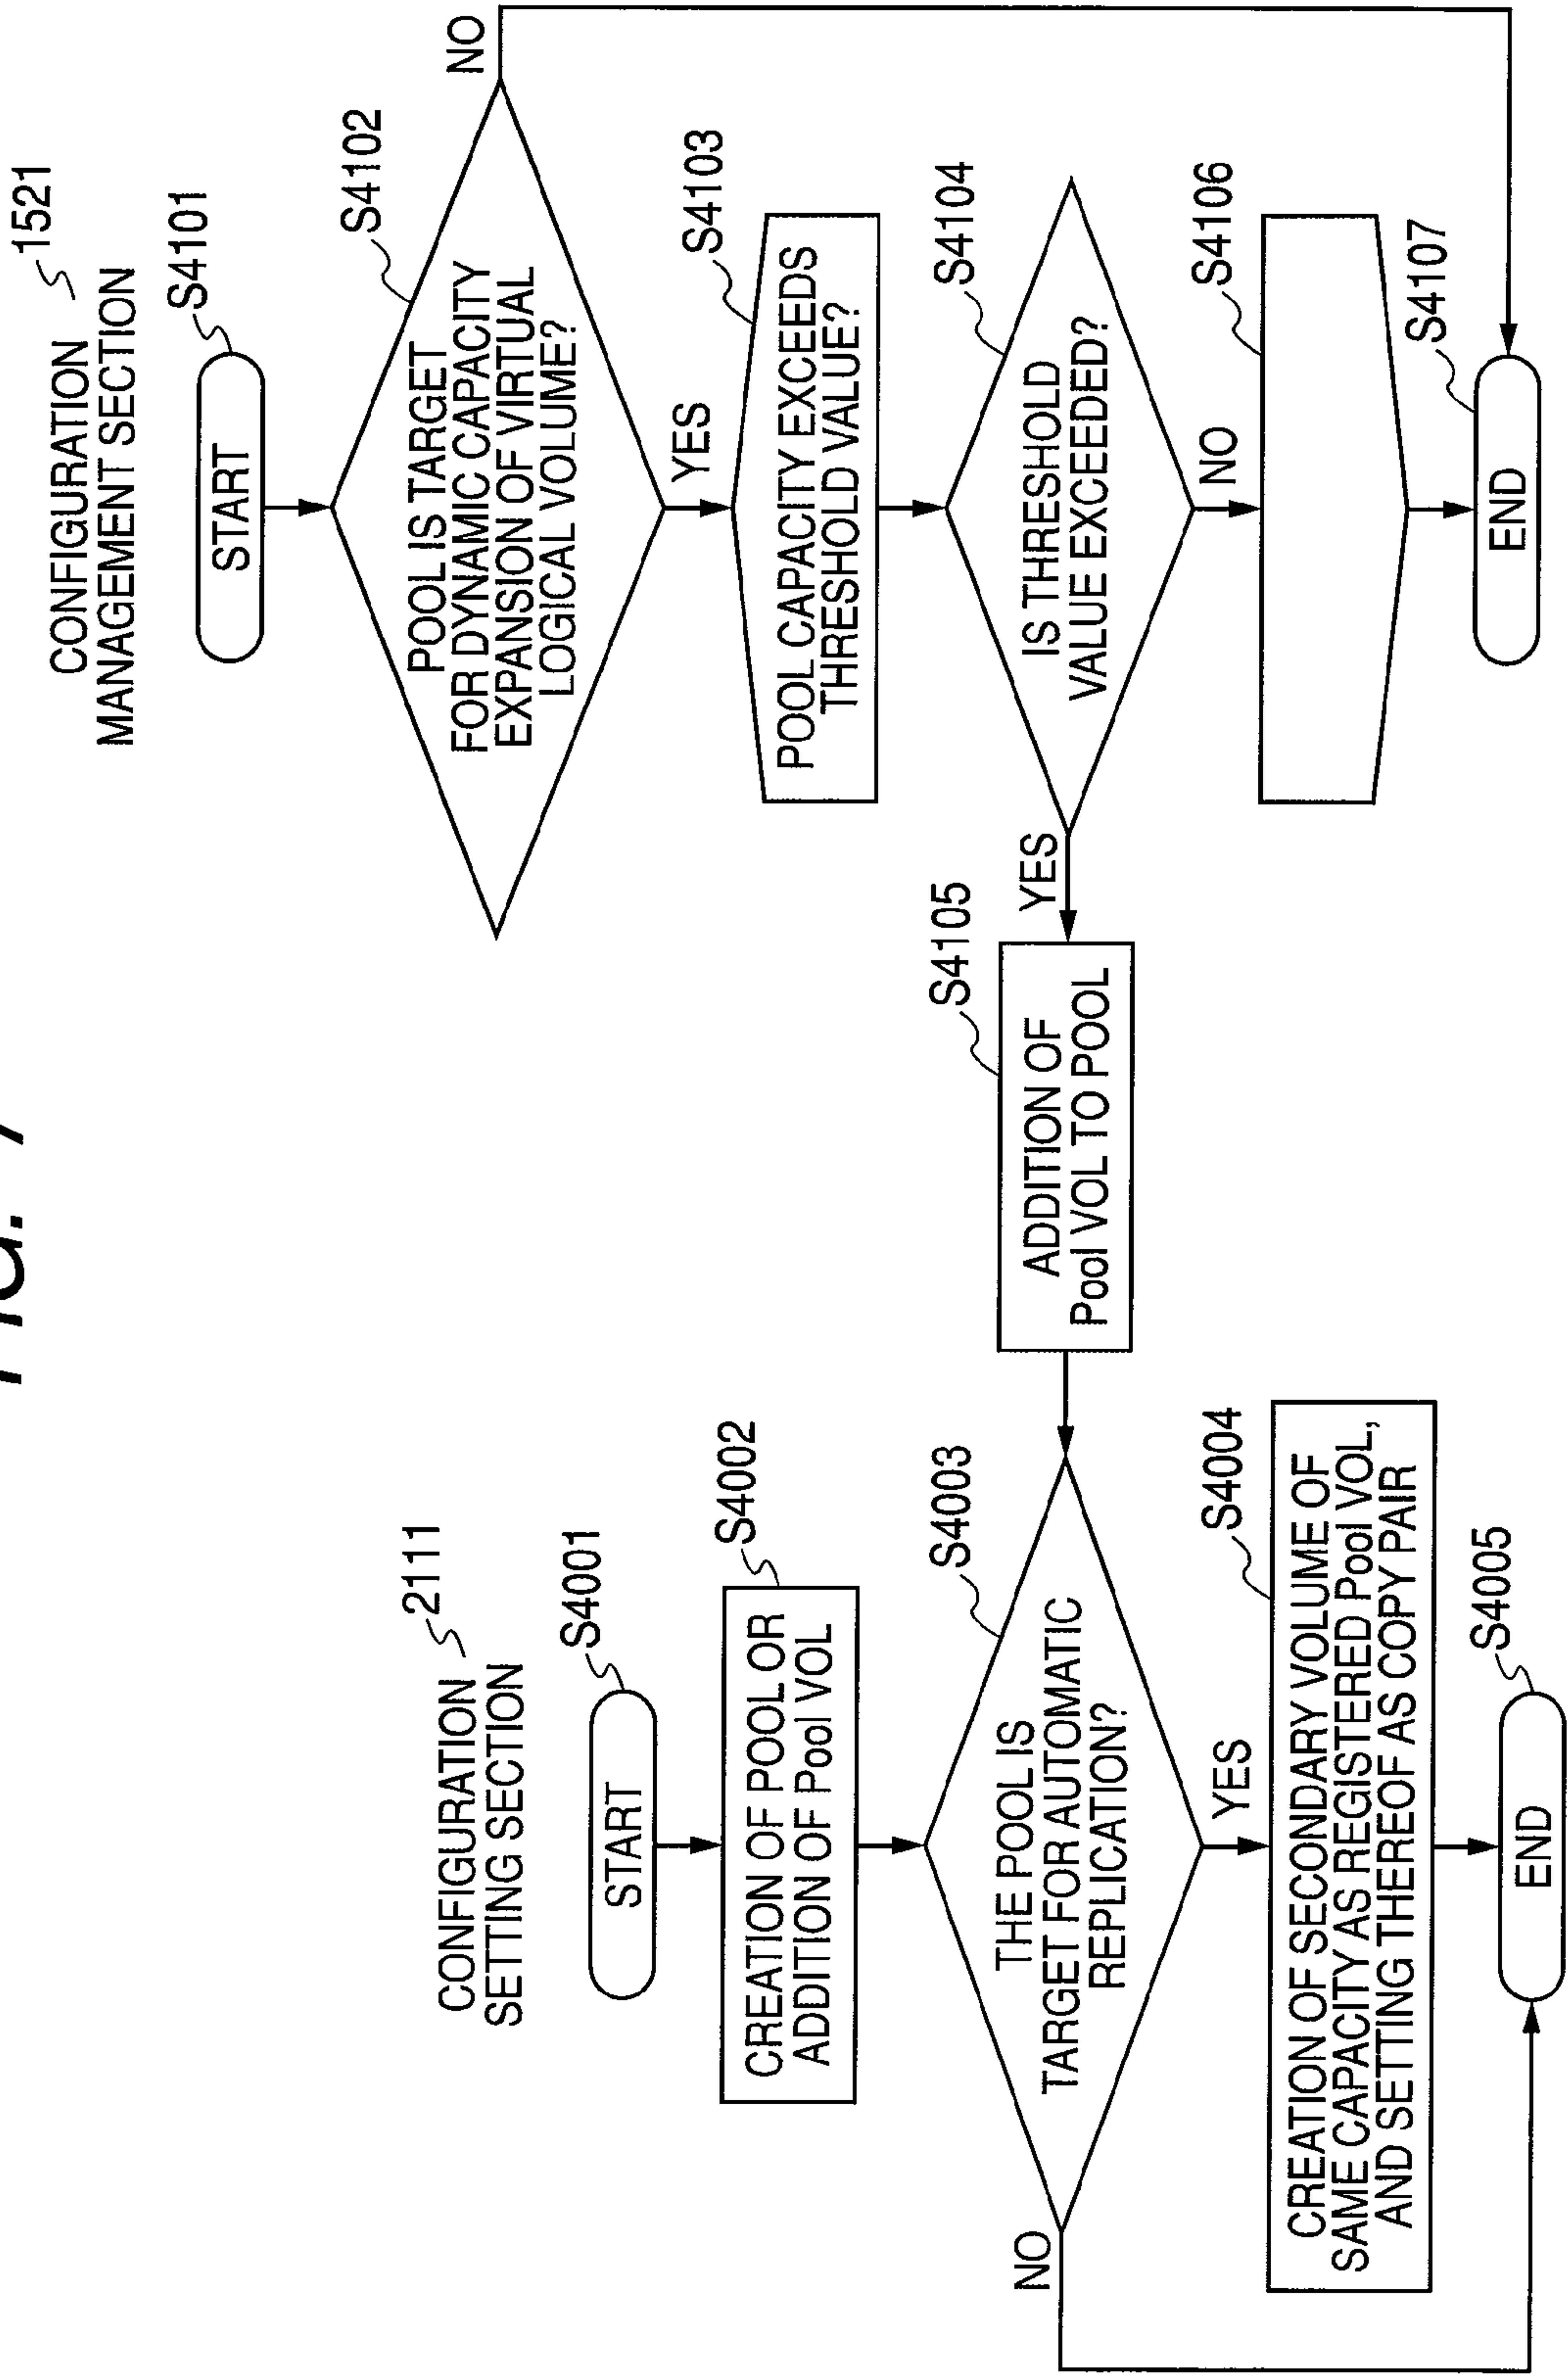 CONFIGURATION
SETTING SECTION
2111
START
S4001
CREATION OF POOL OR
ADDITION OF Pool VOL
S4002
THE POOL IS
TARGET FOR AUTOMATIC
REPLICATION?
S4003
NO
YES
CREATION OF SECONDARY VOLUME OF
SAME CAPACITY AS REGISTERED Pool VOL,
AND SETTING THEREOF AS COPY PAIR
S4004
END
S4005
CONFIGURATION
MANAGEMENT SECTION
1521
START
S4101
POOL IS TARGET
FOR DYNAMIC CAPACITY
EXPANSION OF VIRTUAL
LOGICAL VOLUME?
S4102
NO
YES
POOL CAPACITY EXCEEDS
THRESHOLD VALUE?
S4103
IS THRESHOLD
VALUE EXCEEDED?
S4104
YES
NO
ADDITION OF
Pool VOL TO POOL
S4105
S4106
END
S4107